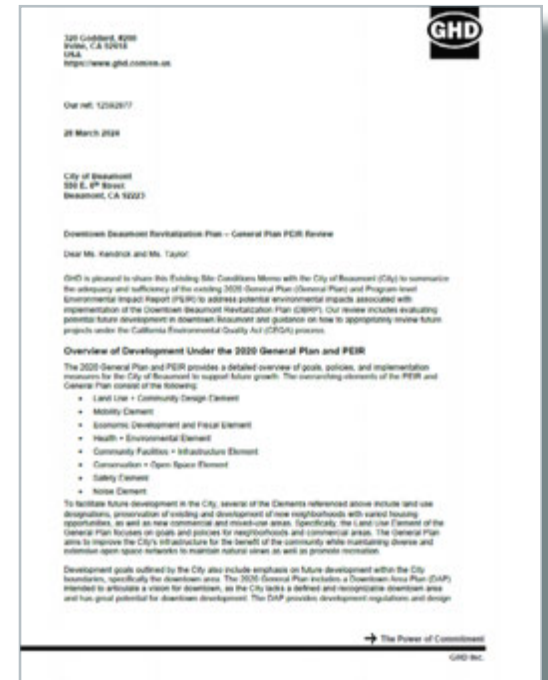 GHD
320 Goddard, #200
Irvine, CA 92618
USA
https://www.ghd.com/en-us
Our ref: 12592877
20 March 2024
City of Beaumont
550 E. 6th Street
Beaumont, CA 92223
Downtown Beaumont Revitalization Plan – General Plan PEIR Review
Dear Ms. Kendrick and Ms. Taylor:
GHD is pleased to share this Existing Site Conditions Memo with the City of Beaumont (City) to summarize
the adequacy and sufficiency of the existing 2020 General Plan (General Plan) and Program-level
Environmental Impact Report (PEIR) to address potential environmental impacts associated with
implementation of the Downtown Beaumont Revitalization Plan (DBRP). Our review includes evaluating
potential future development in downtown Beaumont and guidance on how to appropriately review future
projects under the California Environmental Quality Act (CEQA) process.
Overview of Development Under the 2020 General Plan and PEIR
The 2020 General Plan and PEIR provides a detailed overview of goals, policies, and implementation
measures for the City of Beaumont to support future growth. The overarching elements of the PEIR and
General Plan consist of the following:
• Land Use + Community Design Element
• Mobility Element
• Economic Development and Fiscal Element
• Health + Environmental Element
• Community Facilities + Infrastructure Element
• Conservation + Open Space Element
• Safety Element
• Noise Element
To facilitate future development in the City, several of the Elements referenced above include land use
designations, preservation of existing and development of new neighborhoods with varied housing
opportunities, as well as new commercial and mixed-use areas. Specifically, the Land Use Element of the
General Plan focuses on goals and policies for neighborhoods and commercial areas. The General Plan
aims to improve the City's infrastructure for the benefit of the community while maintaining diverse and
extensive open space networks to maintain natural views as well as promote recreation.
Development goals outlined by the City also include emphasis on future development within the City
boundaries, specifically the downtown area. The 2020 General Plan includes a Downtown Area Plan (DAP)
intended to articulate a vision for downtown, as the City lacks a defined and recognizable downtown area
and has great potential for downtown development. The DAP provides development regulations and design
→ The Power of Commitment
GHD Inc.